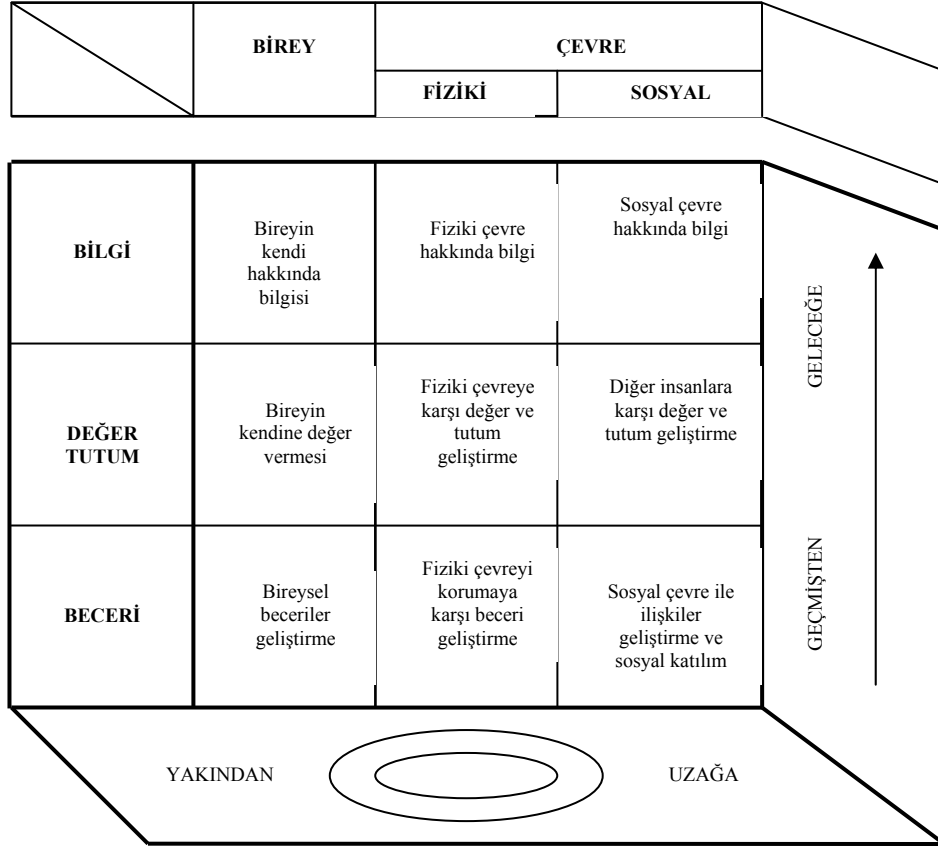 BİREY
ÇEVRE
FİZİKİ
SOSYAL
BİLGİ
Bireyin
kendi
hakkında
bilgisi
Fiziki çevre
hakkında bilgi
Sosyal çevre
hakkında bilgi
DEĞER
TUTUM
Bireyin
kendine değer
vermesi
Fiziki çevreye
karşı değer ve
tutum
geliştirme
Diğer insanlara
karşı değer ve
tutum geliştirme
BECERİ
Bireysel
beceriler
geliştirme
Fiziki çevreyi
korumaya
karşı beceri
geliştirme
Sosyal çevre ile
ilişkiler
geliştirme ve
sosyal katılım
GEÇMİŞTEN
GELECEĞE
YAKINDAN
UZAĞA